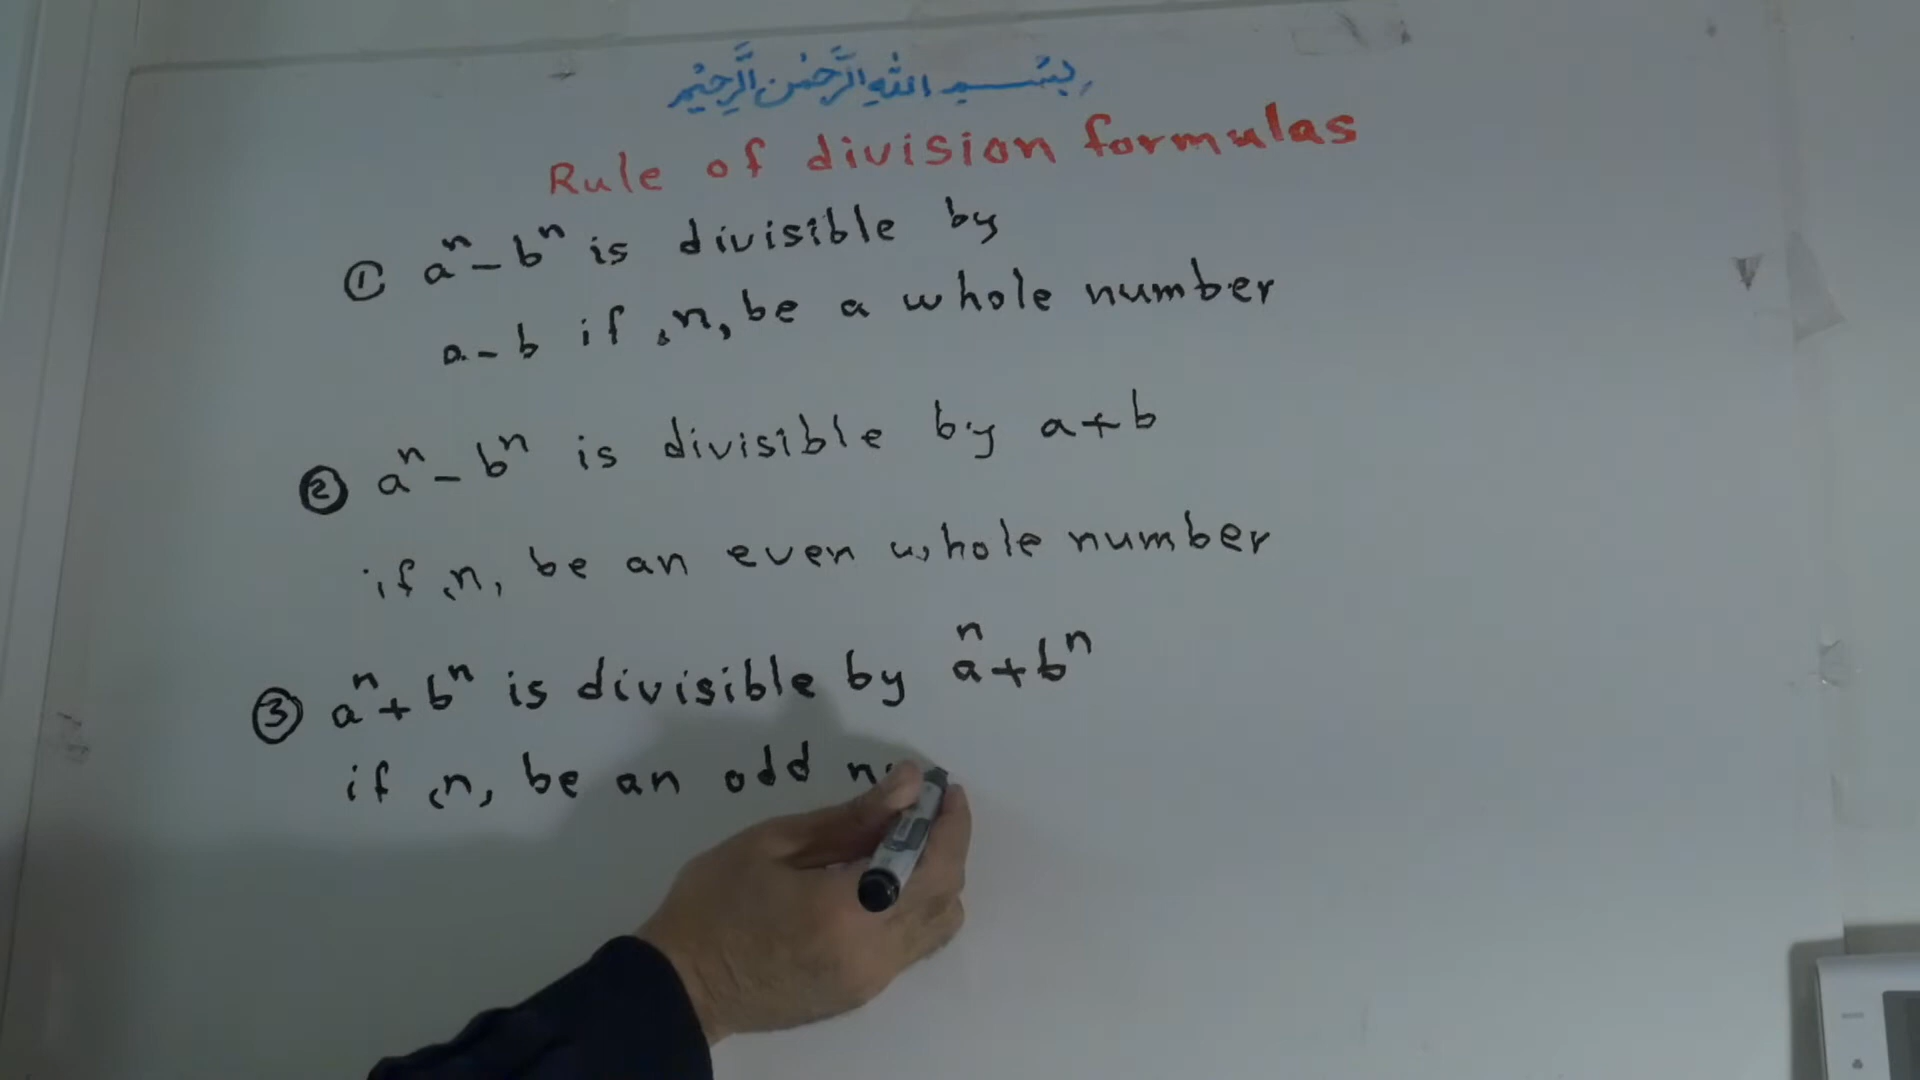 بِسْمِ اللهِ الرَّحْمٰنِ الرَّحِيْمِ
Rule of division formulas
① aⁿ - bⁿ is divisible by
a - b if ,n, be a whole number
② aⁿ - bⁿ is divisible by a + b
if ,n, be an even whole number
③ aⁿ + bⁿ is divisible by aⁿ + bⁿ
if ,n, be an odd